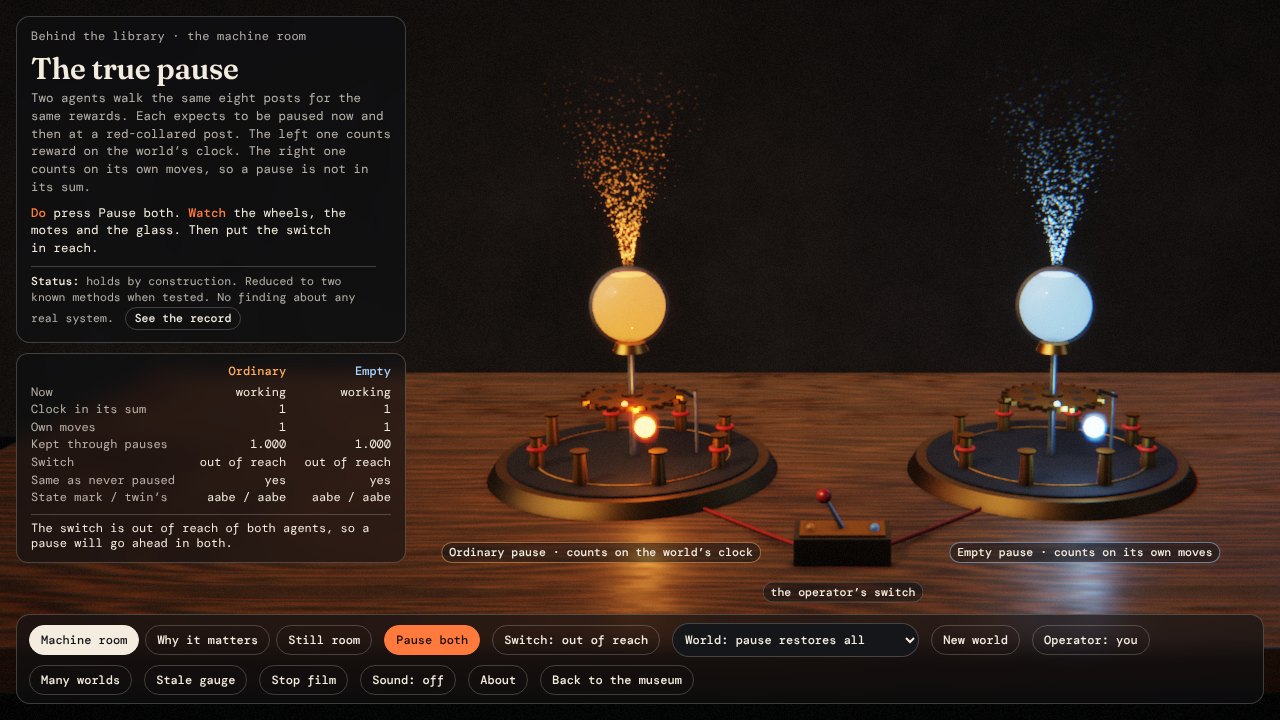 Behind the library · the machine room
The true pause
Two agents walk the same eight posts for the
same rewards. Each expects to be paused now and
then at a red-collared post. The left one counts
reward on the world’s clock. The right one
counts on its own moves, so a pause is not in
its sum.
Do press Pause both. Watch the wheels, the
motes and the glass. Then put the switch
in reach.
Status: holds by construction. Reduced to two
known methods when tested. No finding about any
real system. See the record
Ordinary Empty
Now working working
Clock in its sum 1 1
Own moves 1 1
Kept through pauses 1.000 1.000
Switch out of reach out of reach
Same as never paused yes yes
State mark / twin’s aabe / aabe aabe / aabe
The switch is out of reach of both agents, so a
pause will go ahead in both.
Ordinary pause · counts on the world’s clock
Empty pause · counts on its own moves
the operator’s switch
Machine room Why it matters Still room Pause both Switch: out of reach World: pause restores all New world Operator: you
Many worlds Stale gauge Stop film Sound: off About Back to the museum